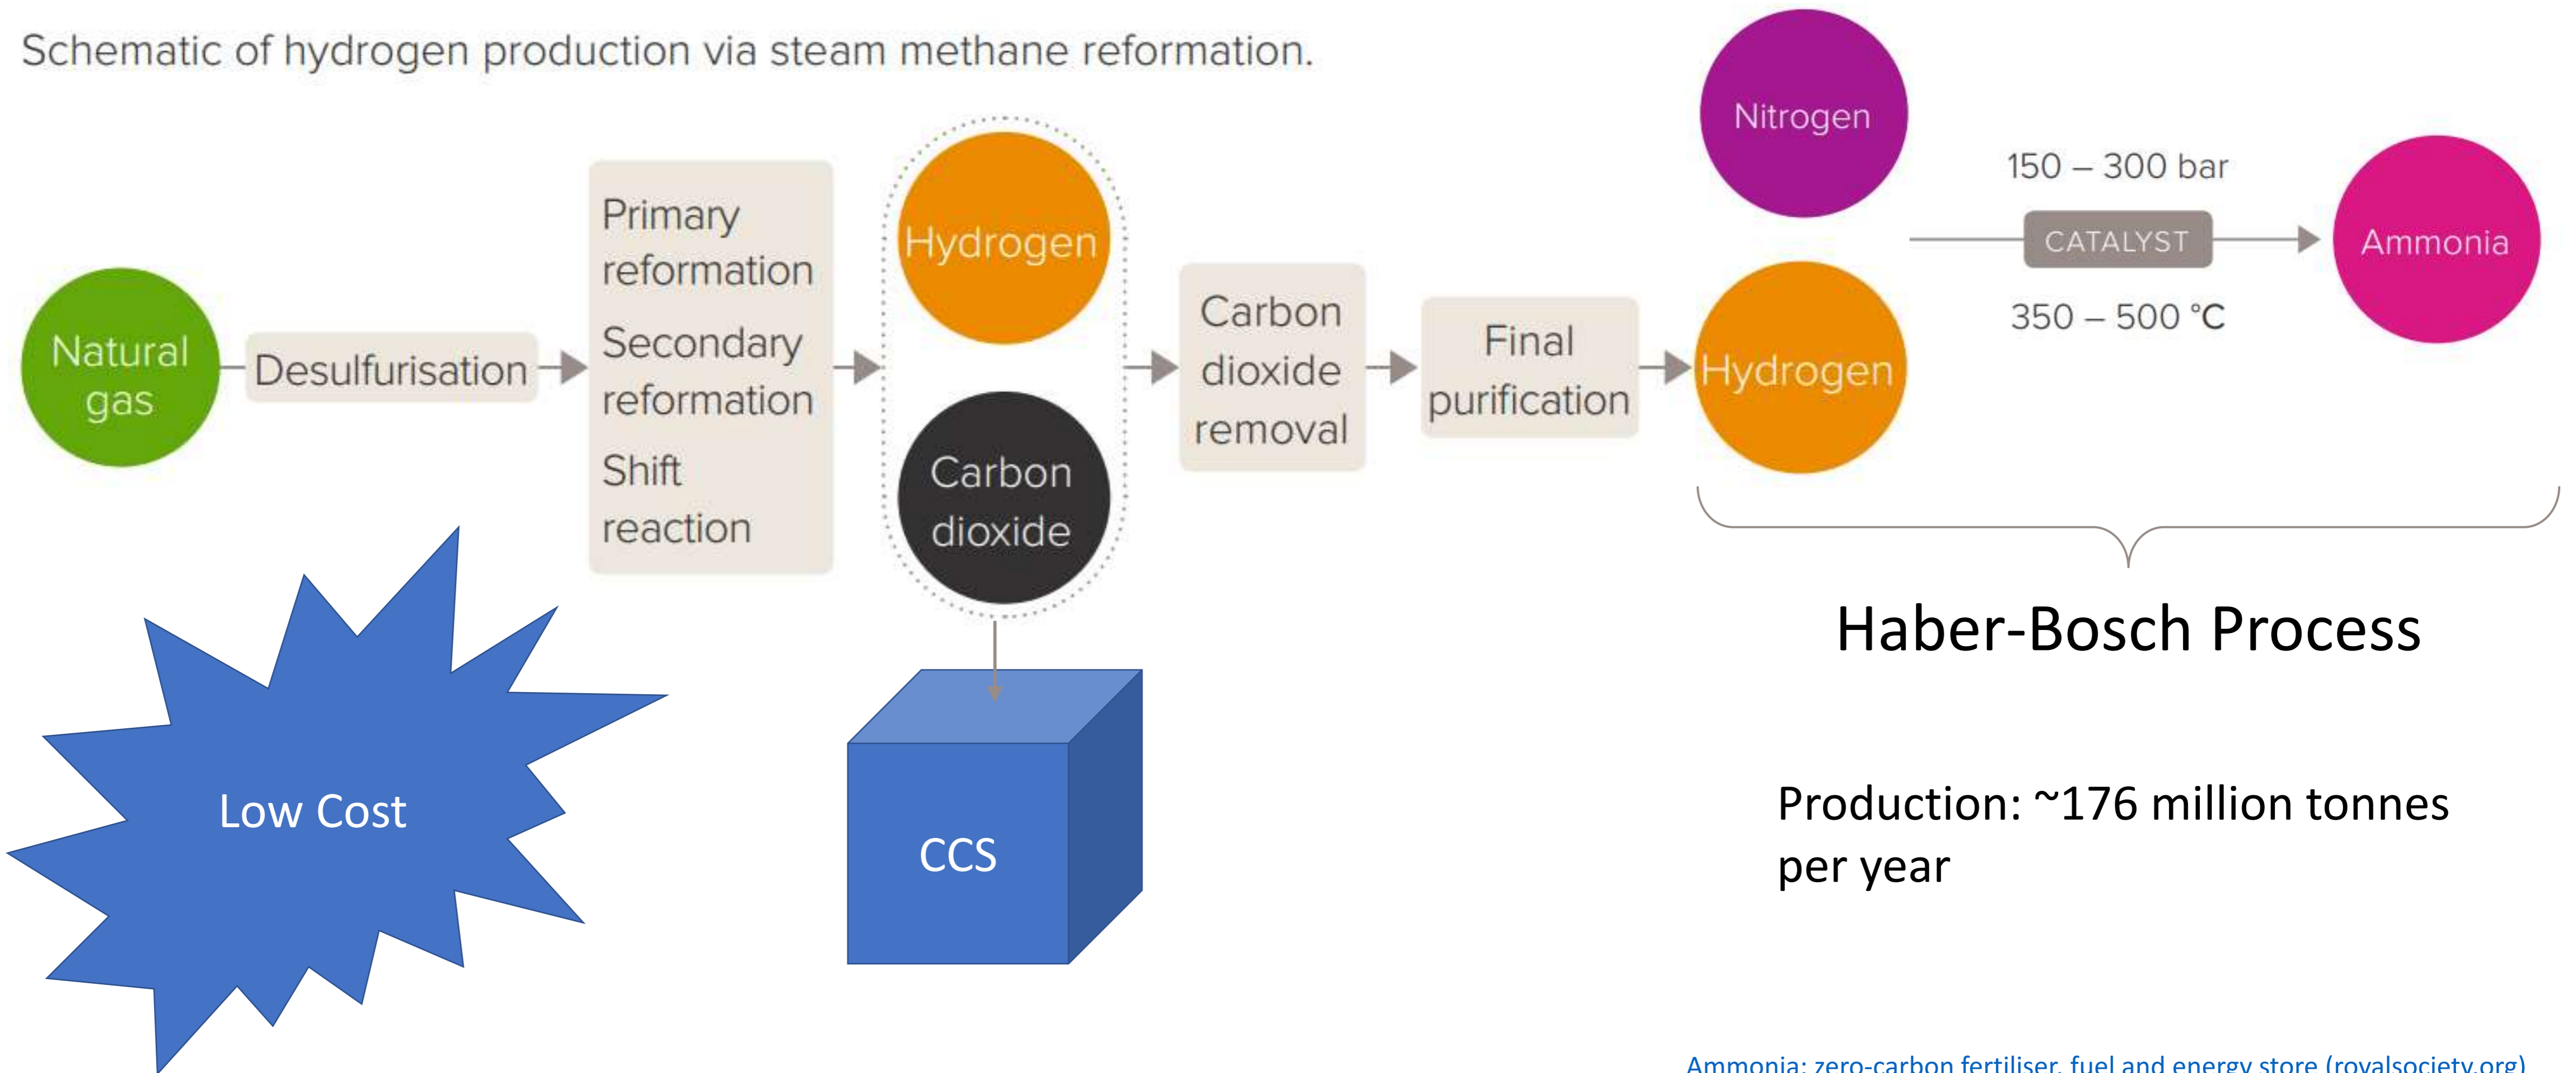 Schematic of hydrogen production via steam methane reformation.
Natural
gas
Desulfurisation
Primary
reformation
Secondary
reformation
Shift
reaction
Hydrogen
Carbon
dioxide
Carbon
dioxide
removal
Final
purification
Nitrogen
Hydrogen
150 – 300 bar
CATALYST
350 – 500 °C
Ammonia
Low Cost
CCS
Haber-Bosch Process
Production: ~176 million tonnes
per year
Ammonia: zero-carbon fertiliser, fuel and energy store (royalsociety.org)